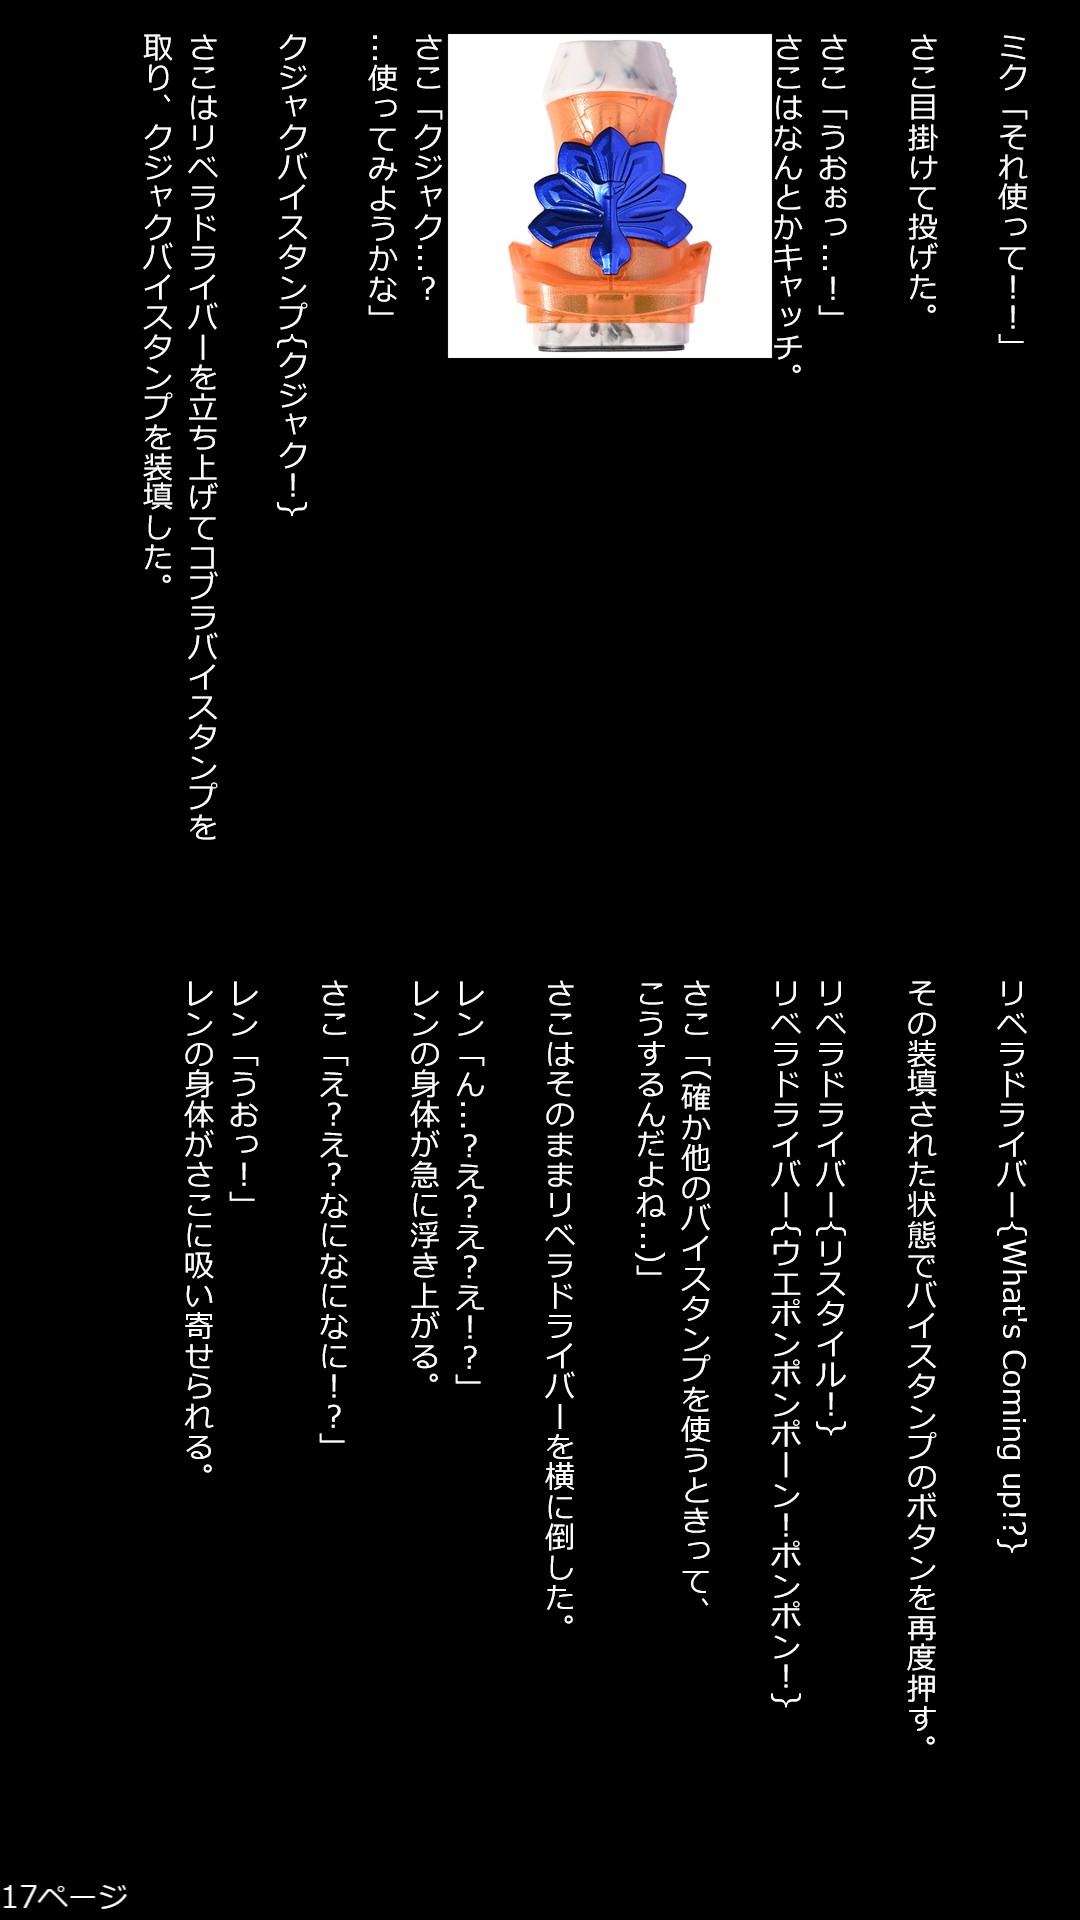 ミク「それ使って！！」
さこ目掛けて投げた。
さこ「うおぉっ…！」
さこはなんとかキャッチ。
さこ「クジャク…？
…使ってみようかな」
クジャクバイスタンプ{クジャク！}
さこはリベラドライバーを立ち上げてコブラバイスタンプを
取り、クジャクバイスタンプを装填した。
リベラドライバー{What's Coming up!?}
その装填された状態でバイスタンプのボタンを再度押す。
リベラドライバー{リスタイル！}
リベラドライバー{ウエポンポンポーン！ポンポン！}
さこ「(確か他のバイスタンプを使うときって、
こうするんだよね…)」
さこはそのままリベラドライバーを横に倒した。
レン「ん…？え？え？え！？」
レンの身体が急に浮き上がる。
さこ「え？え？なになになに！？」
レン「うおっ！」
レンの身体がさこに吸い寄せられる。
17ページ